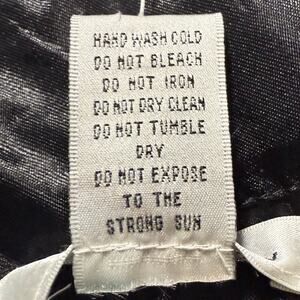 HAND WASH COLD
DO NOT BLEACH
DO NOT IRON
DO NOT DRY CLEAN
DO NOT TUMBLE
DRY
DO NOT EXPOSE
TO THE
STRONG SUN